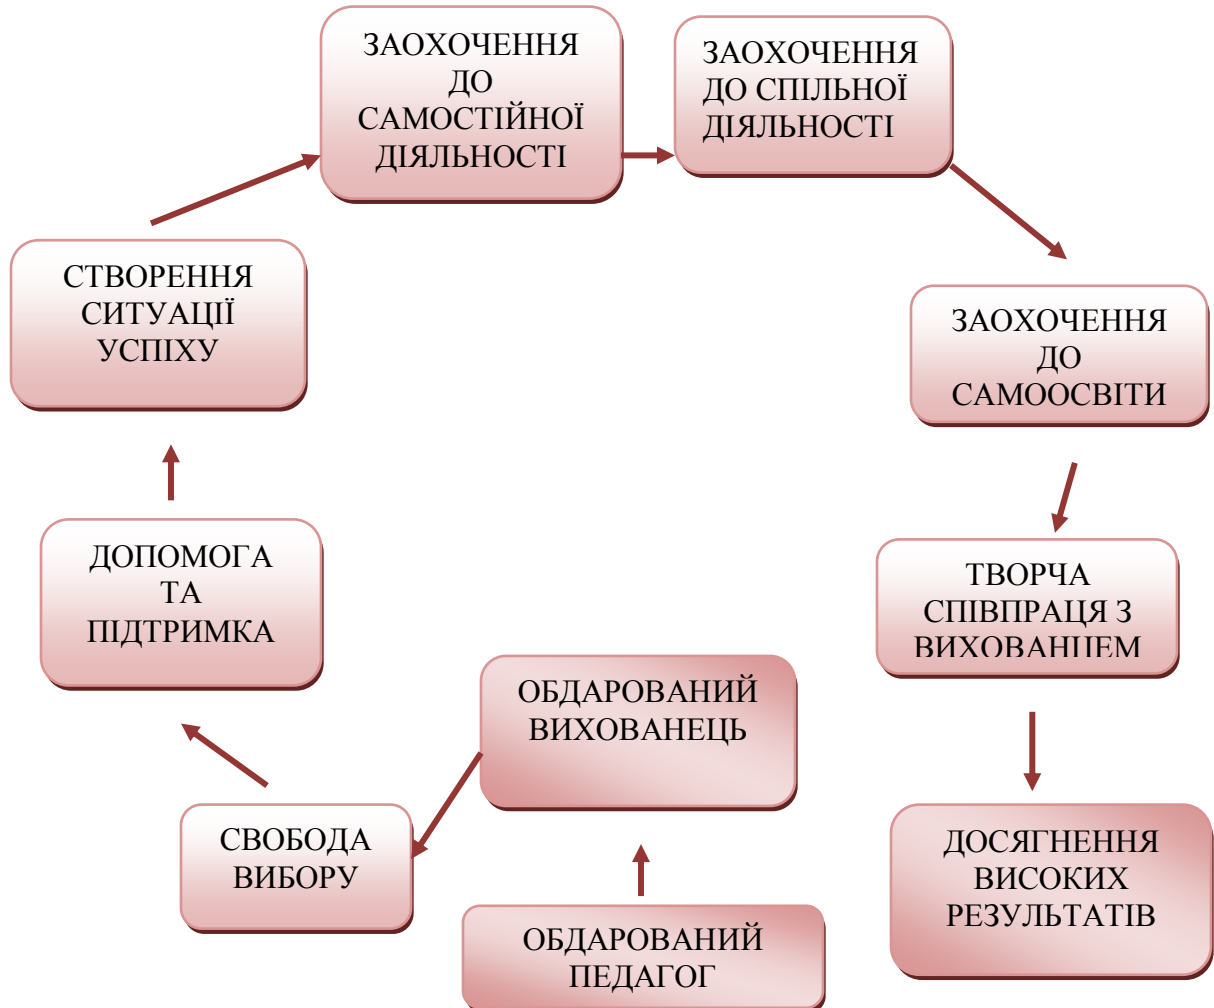 ЗАОХОЧЕННЯ
ДО
САМОСТІЙНОЇ
ДІЯЛЬНОСТІ
ЗАОХОЧЕННЯ
ДО СПІЛЬНОЇ
ДІЯЛЬНОСТІ
СТВОРЕННЯ
СИТУАЦІЇ
УСПІХУ
ЗАОХОЧЕННЯ
ДО
САМООСВІТИ
ДОПОМОГА
ТА
ПІДТРИМКА
ТВОРЧА
СПІВПРАЦЯ З
ВИХОВАНЦЕМ
ОБДАРОВАНИЙ
ВИХОВАНЕЦЬ
СВОБОДА
ВИБОРУ
ДОСЯГНЕННЯ
ВИСОКИХ
РЕЗУЛЬТАТІВ
ОБДАРОВАНИЙ
ПЕДАГОГ